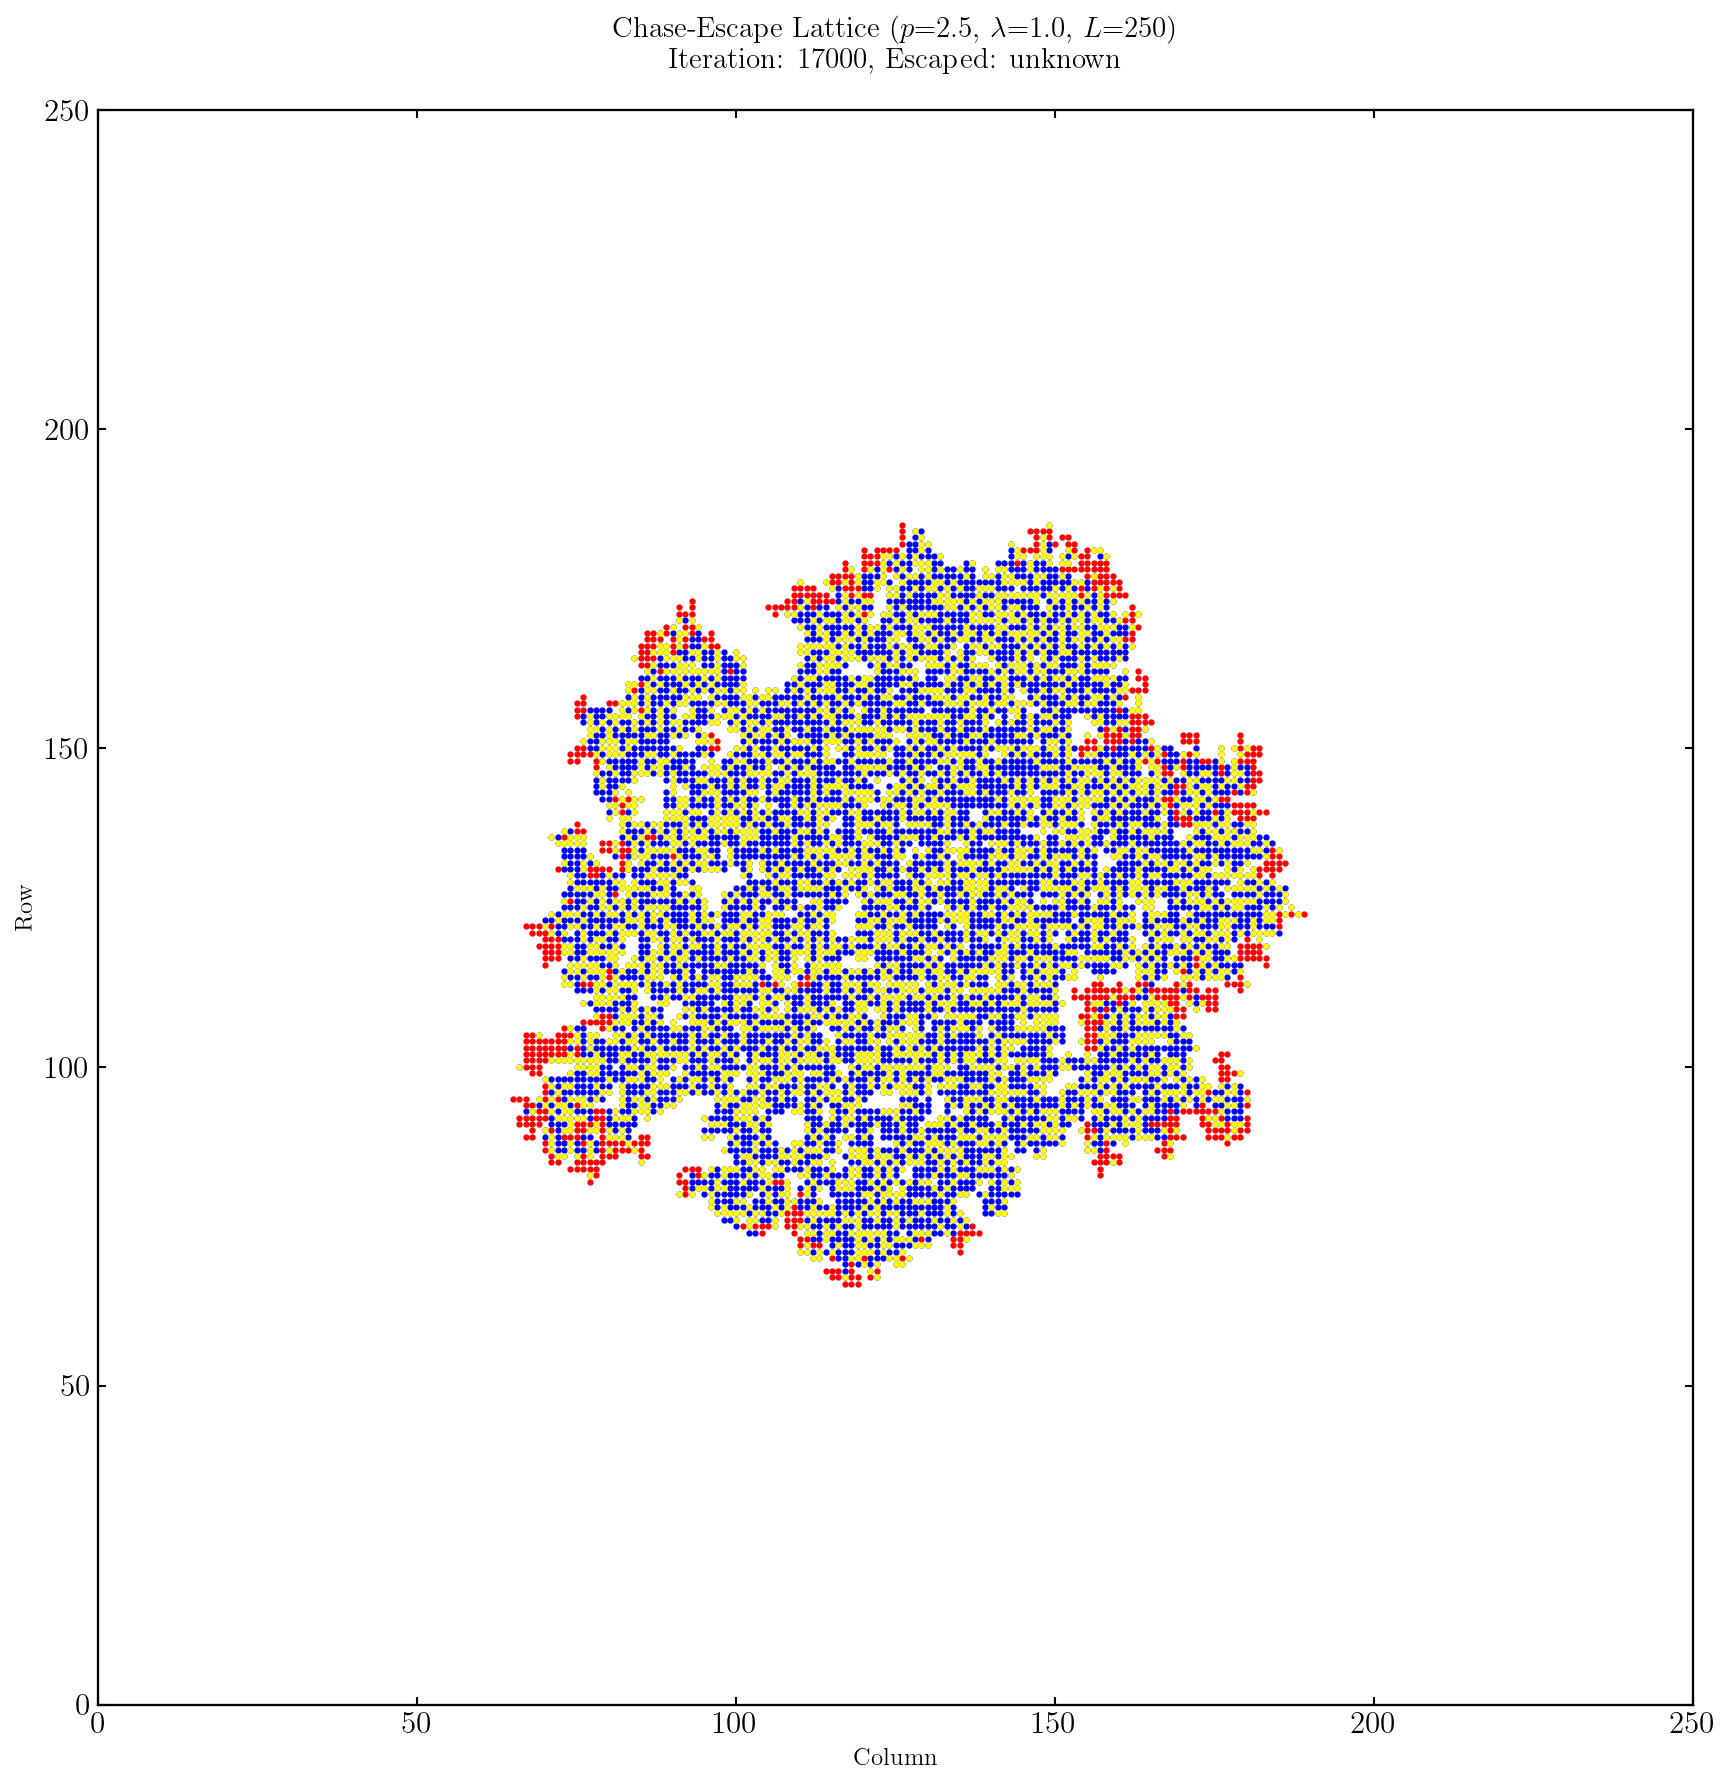 Chase-Escape Lattice (p=2.5, λ=1.0, L=250)
Iteration: 17000, Escaped: unknown
250
200
150
100
50
0
Row
0 50 100 150 200 250
Column